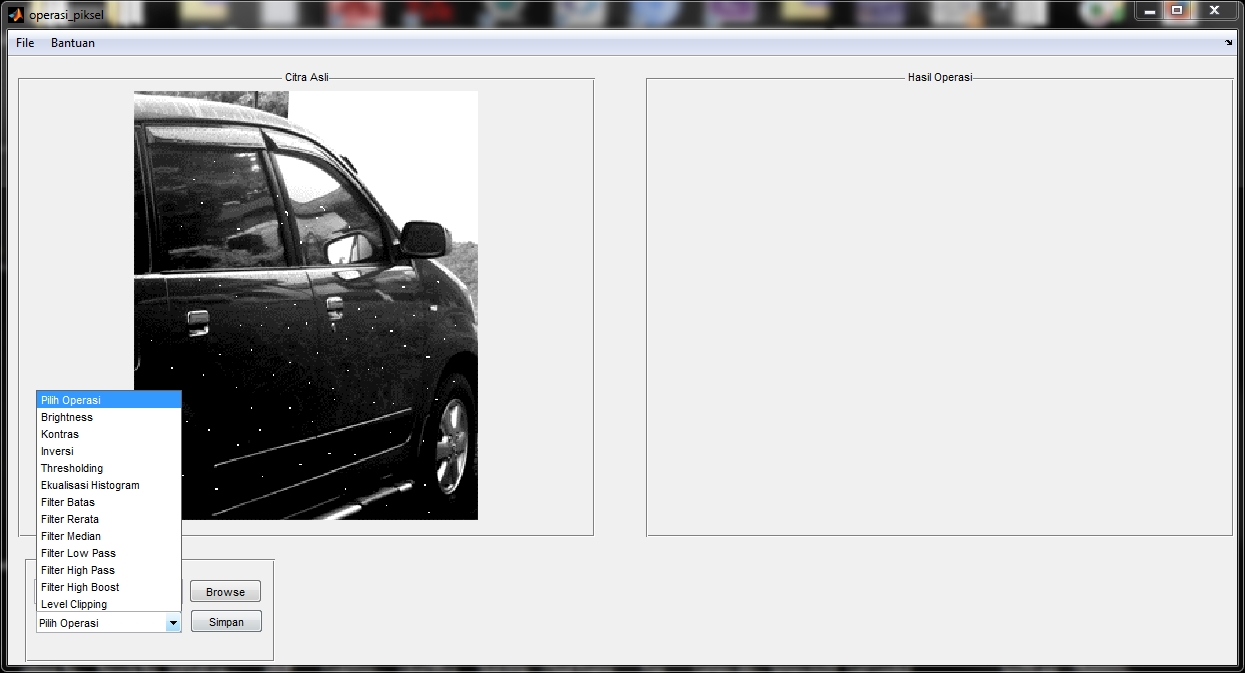 operasi_piksel
File Bantuan
Citra Asli
Hasil Operasi
Pilih Operasi
Brightness
Kontras
Inversi
Thresholding
Ekualisasi Histogram
Filter Batas
Filter Rerata
Filter Median
Filter Low Pass
Filter High Pass
Filter High Boost
Level Clipping
Browse
Pilih Operasi
Simpan